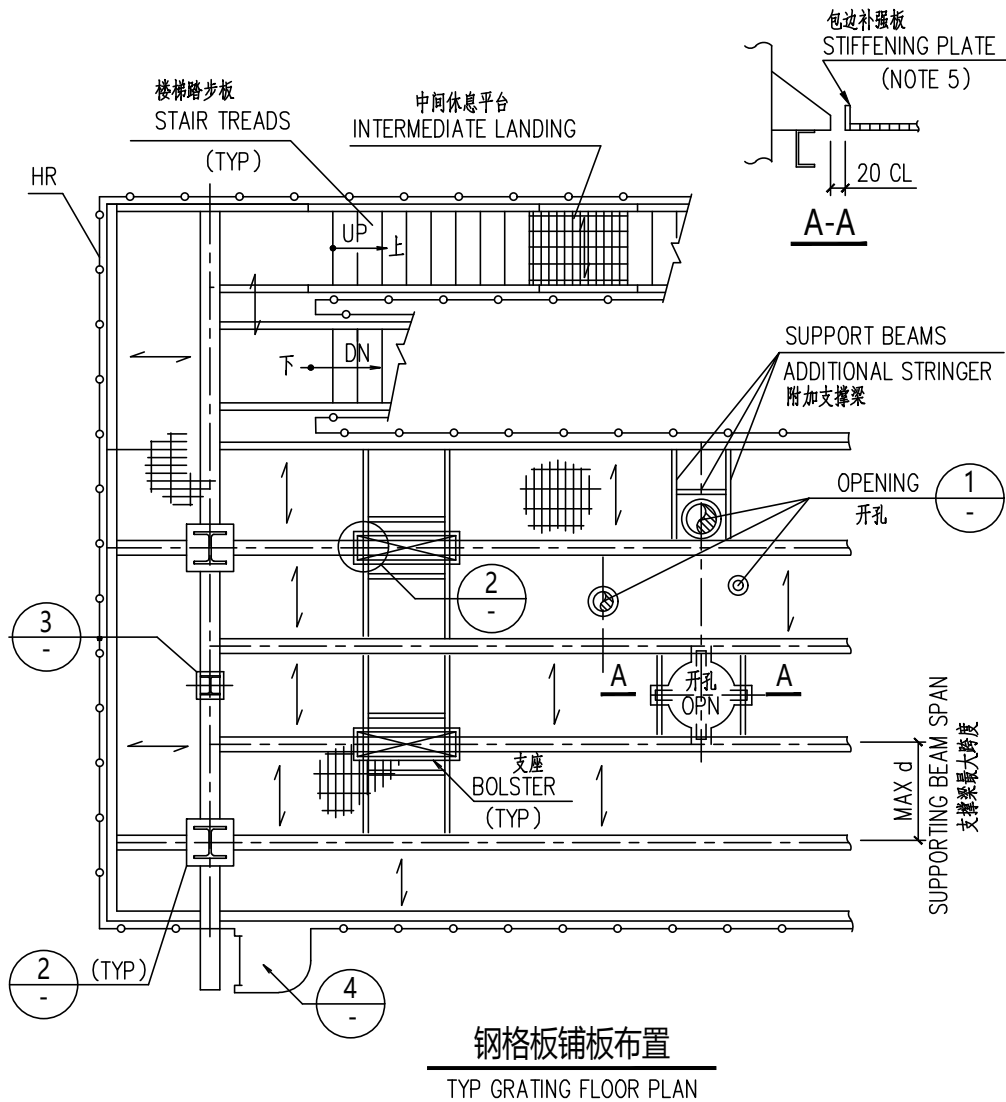 包边补强板
STIFFENING PLATE
(NOTE 5)
20 CL
A-A
楼梯踏步板
STAIR TREADS
(TYP)
中间休息平台
INTERMEDIATE LANDING
HR
UP
上
下
DN
SUPPORT BEAMS
ADDITIONAL STRINGER
附加支撑梁
OPENING
开孔
1
-
2
-
3
-
A
A
开孔
OPN
支座
BOLSTER
(TYP)
MAX d
SUPPORTING BEAM SPAN
支撑梁最大跨度
2
-
(TYP)
4
-
钢格板铺板布置
TYP GRATING FLOOR PLAN